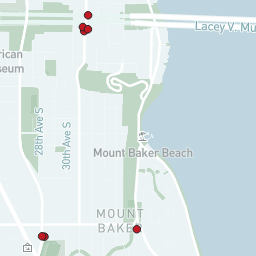 Lacey V. Mu
rican
seum
28th Ave S
30th Ave S
Mount Baker Beach
MOUNT
BAKE